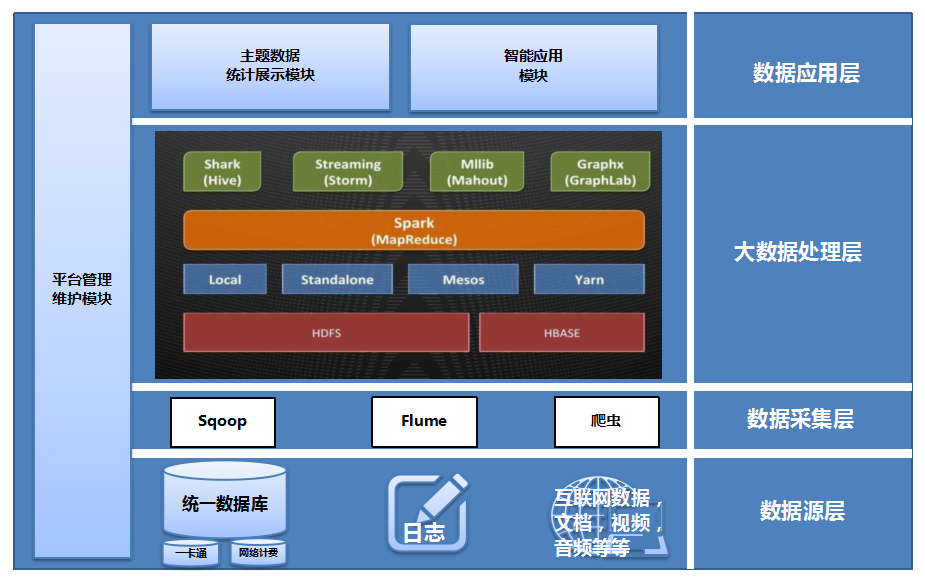 平台管理
维护模块
主题数据
统计展示模块
智能应用
模块
数据应用层
Shark
(Hive)
Streaming
(Storm)
Mllib
(Mahout)
Graphx
(GraphLab)
Spark
(MapReduce)
Local
Standalone
Mesos
Yarn
HDFS
HBASE
大数据处理层
Sqoop
Flume
爬虫
数据采集层
统一数据库
一卡通
网络计费
日志
互联网数据，
文档，视频，
音频等等
数据源层